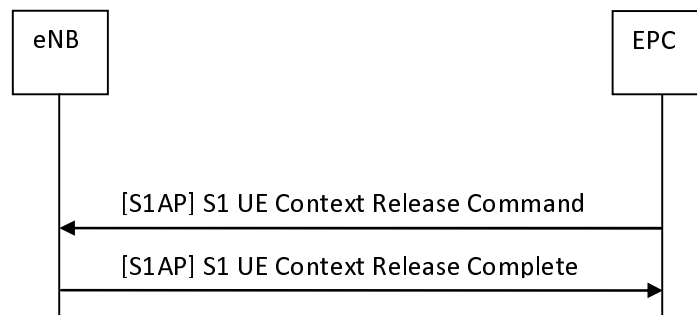 eNB
EPC
[S1AP] S1 UE Context Release Command
[S1AP] S1 UE Context Release Complete